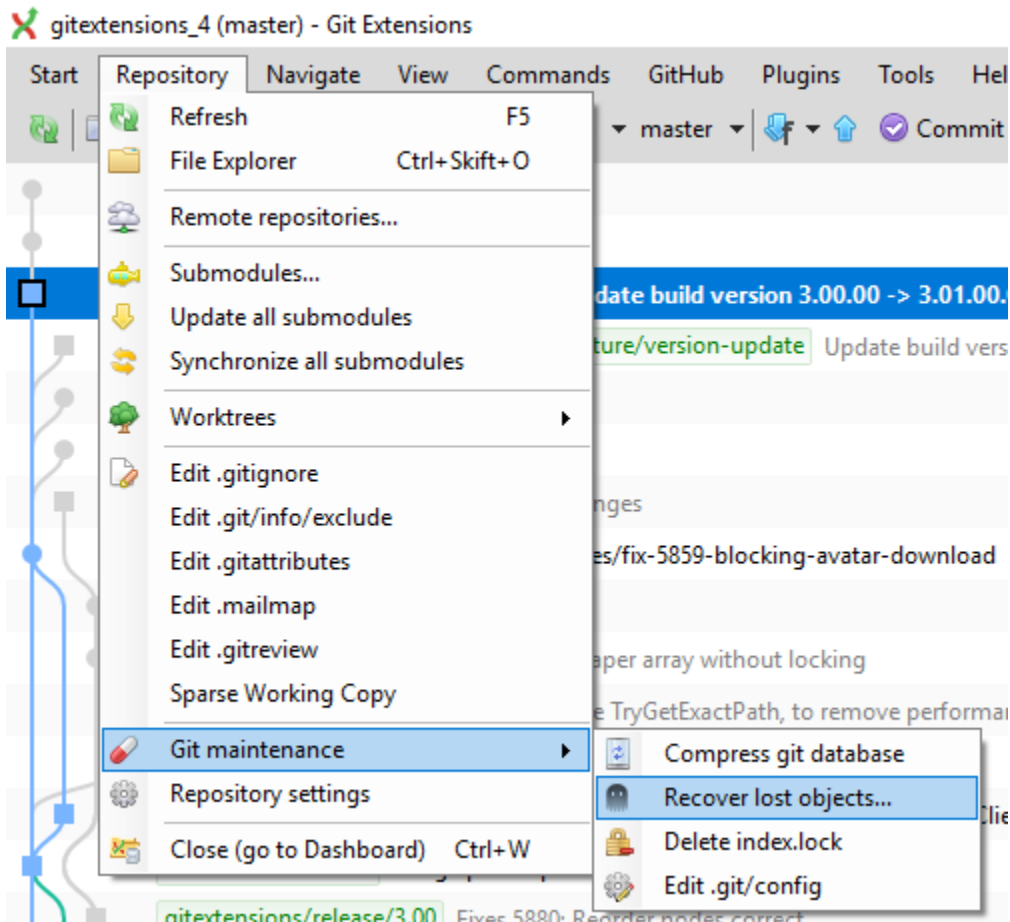 gitextensions_4 (master) - Git Extensions
Start Repository Navigate View Commands GitHub Plugins Tools Hel
master Commit
Refresh F5
File Explorer Ctrl+Skift+O
Remote repositories...
Submodules...
date build version 3.00.00 -> 3.01.00.
Update all submodules
ture/version-update Update build vers
Synchronize all submodules
Worktrees
Edit .gitignore
nges
Edit .git/info/exclude
es/fix-5859-blocking-avatar-download
Edit .gitattributes
Edit .mailmap
Edit .gitreview
aper array without locking
Sparse Working Copy
e TryGetExactPath, to remove performa
Git maintenance
Compress git database
Repository settings
Recover lost objects...
Clie
Close (go to Dashboard) Ctrl+W
Delete index.lock
Edit .git/config
gitextensions/release/3.00 Fixes 5880: Reorder nodes correct